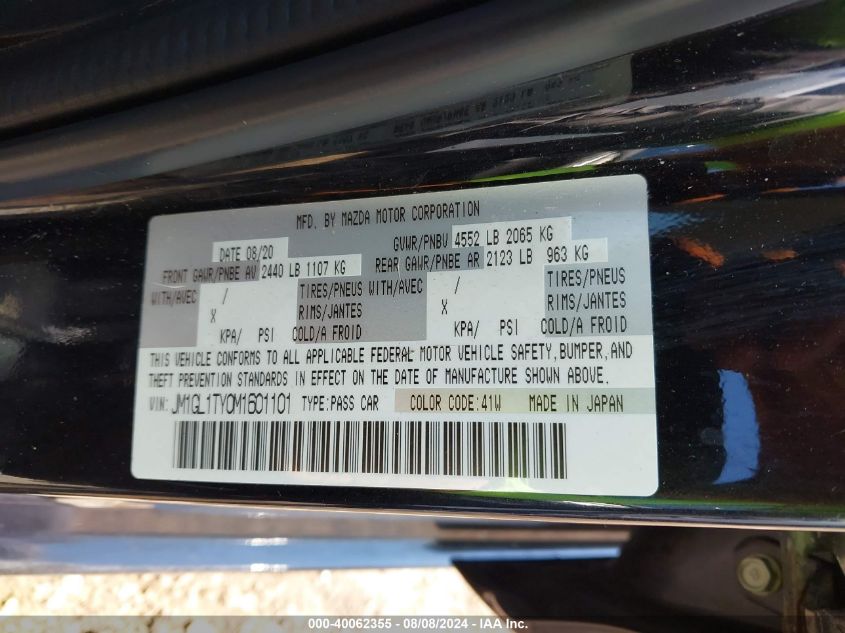 MFD. BY MAZDA MOTOR CORPORATION
DATE 08/20 GVWR/PNBV 4552 LB 2065 KG
FRONT GAWR/PNBE AV 2440 LB 1107 KG REAR GAWR/PNBE AR 2123 LB 963 KG
WITH/AVEC / TIRES/PNEUS WITH/AVEC / TIRES/PNEUS
X RIMS/JANTES X RIMS/JANTES
KPA/ PSI COLD/A FROID KPA/ PSI COLD/A FROID
THIS VEHICLE CONFORMS TO ALL APPLICABLE FEDERAL MOTOR VEHICLE SAFETY, BUMPER, AND
THEFT PREVENTION STANDARDS IN EFFECT ON THE DATE OF MANUFACTURE SHOWN ABOVE.
VIN: JM1GL1TY0M1601101 TYPE:PASS CAR COLOR CODE:41W MADE IN JAPAN
000-40062355 - 08/08/2024 - IAA Inc.